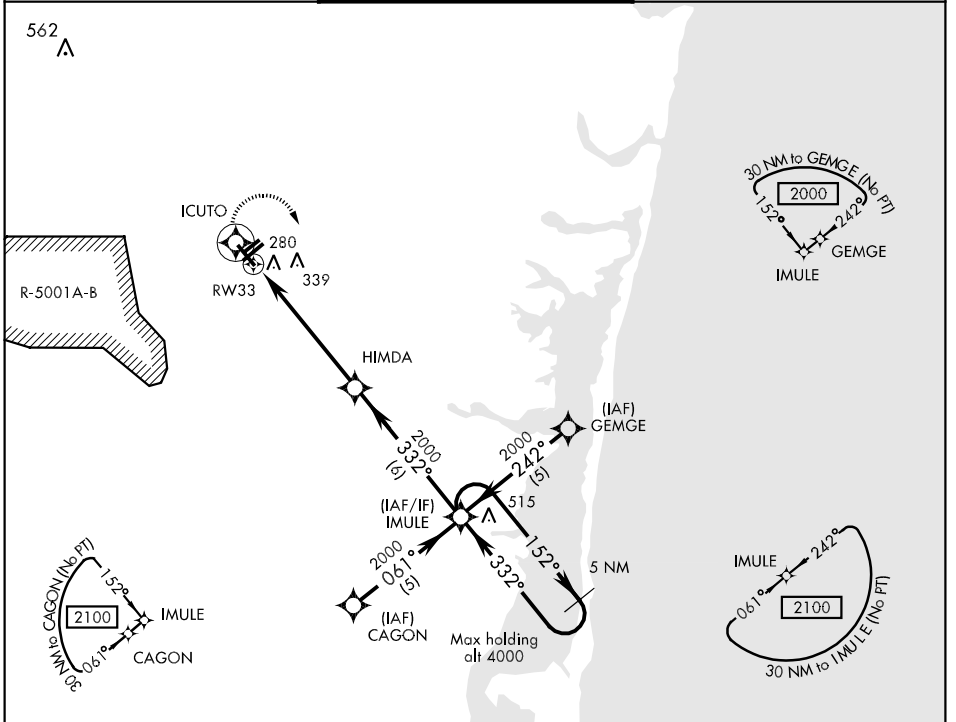 562
ICUTO
280
339
RW33
R-5001A-B
30 NM to GEMGE (No PT)
2000
152°
242°
GEMGE
IMULE
HIMDA
(IAF)
GEMGE
2000
332°
(6)
2000
242°
(5)
(IAF/IF)
IMULE
515
2000
061°
(5)
152°
332°
5 NM
(IAF)
CAGON
Max holding
alt 4000
30 NM to CAGON (No PT)
152°
2100
IMULE
061°
CAGON
IMULE
242°
061°
2100
30 NM to IMULE (No PT)